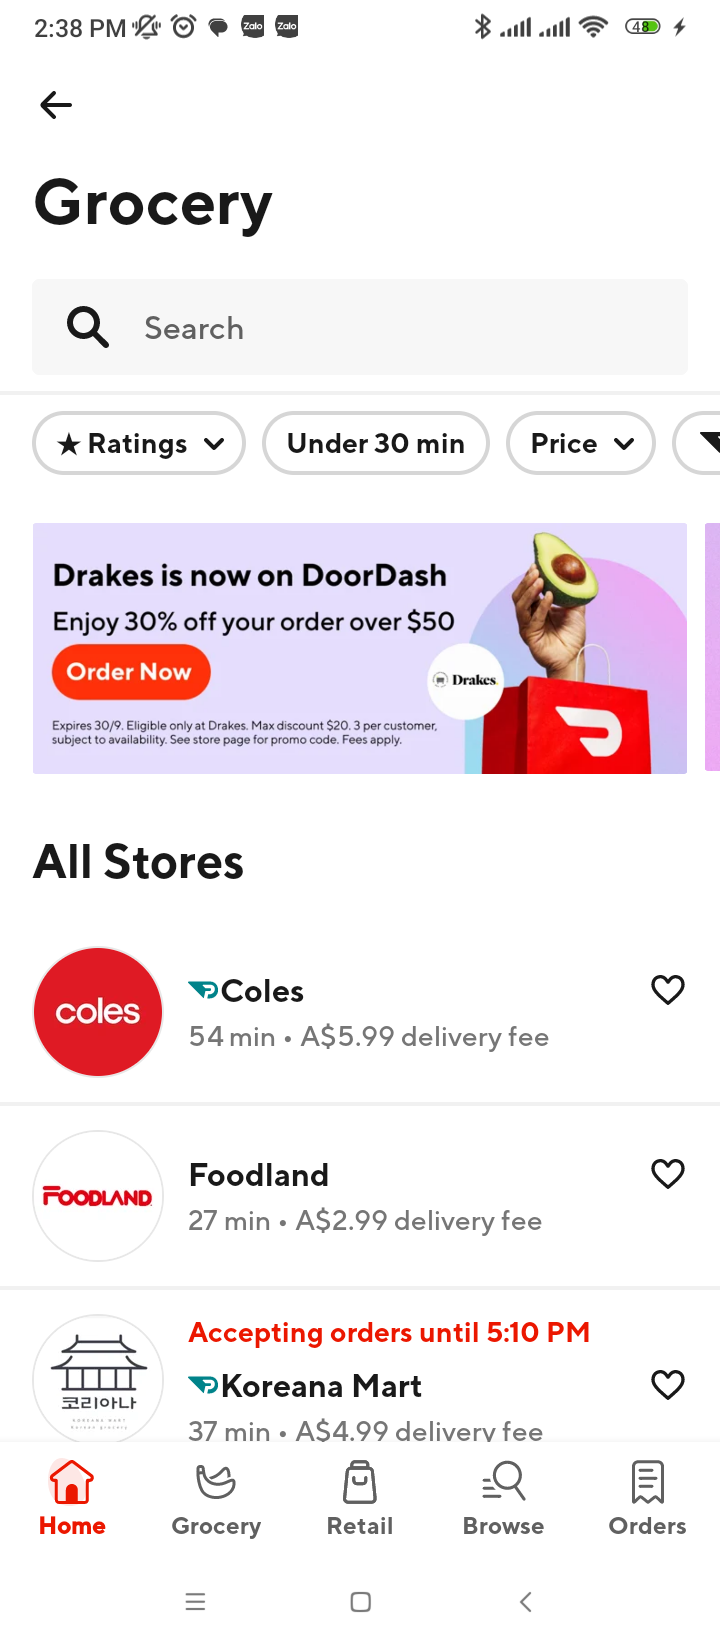 2:38 PM
Zalo
Zalo
48
Grocery
Search
★ Ratings
Under 30 min
Price
Drakes is now on DoorDash
Enjoy 30% off your order over $50
Order Now
Drakes
Expires 30/9. Eligible only at Drakes. Max discount $20. 3 per customer,
subject to availability. See store page for promo code. Fees apply.
All Stores
coles
Coles
54 min • A$5.99 delivery fee
FOODLAND
Foodland
27 min • A$2.99 delivery fee
Accepting orders until 5:10 PM
코리아나
KOREANA MART
Korean grocery
Koreana Mart
37 min • A$4.99 delivery fee
Home
Grocery
Retail
Browse
Orders